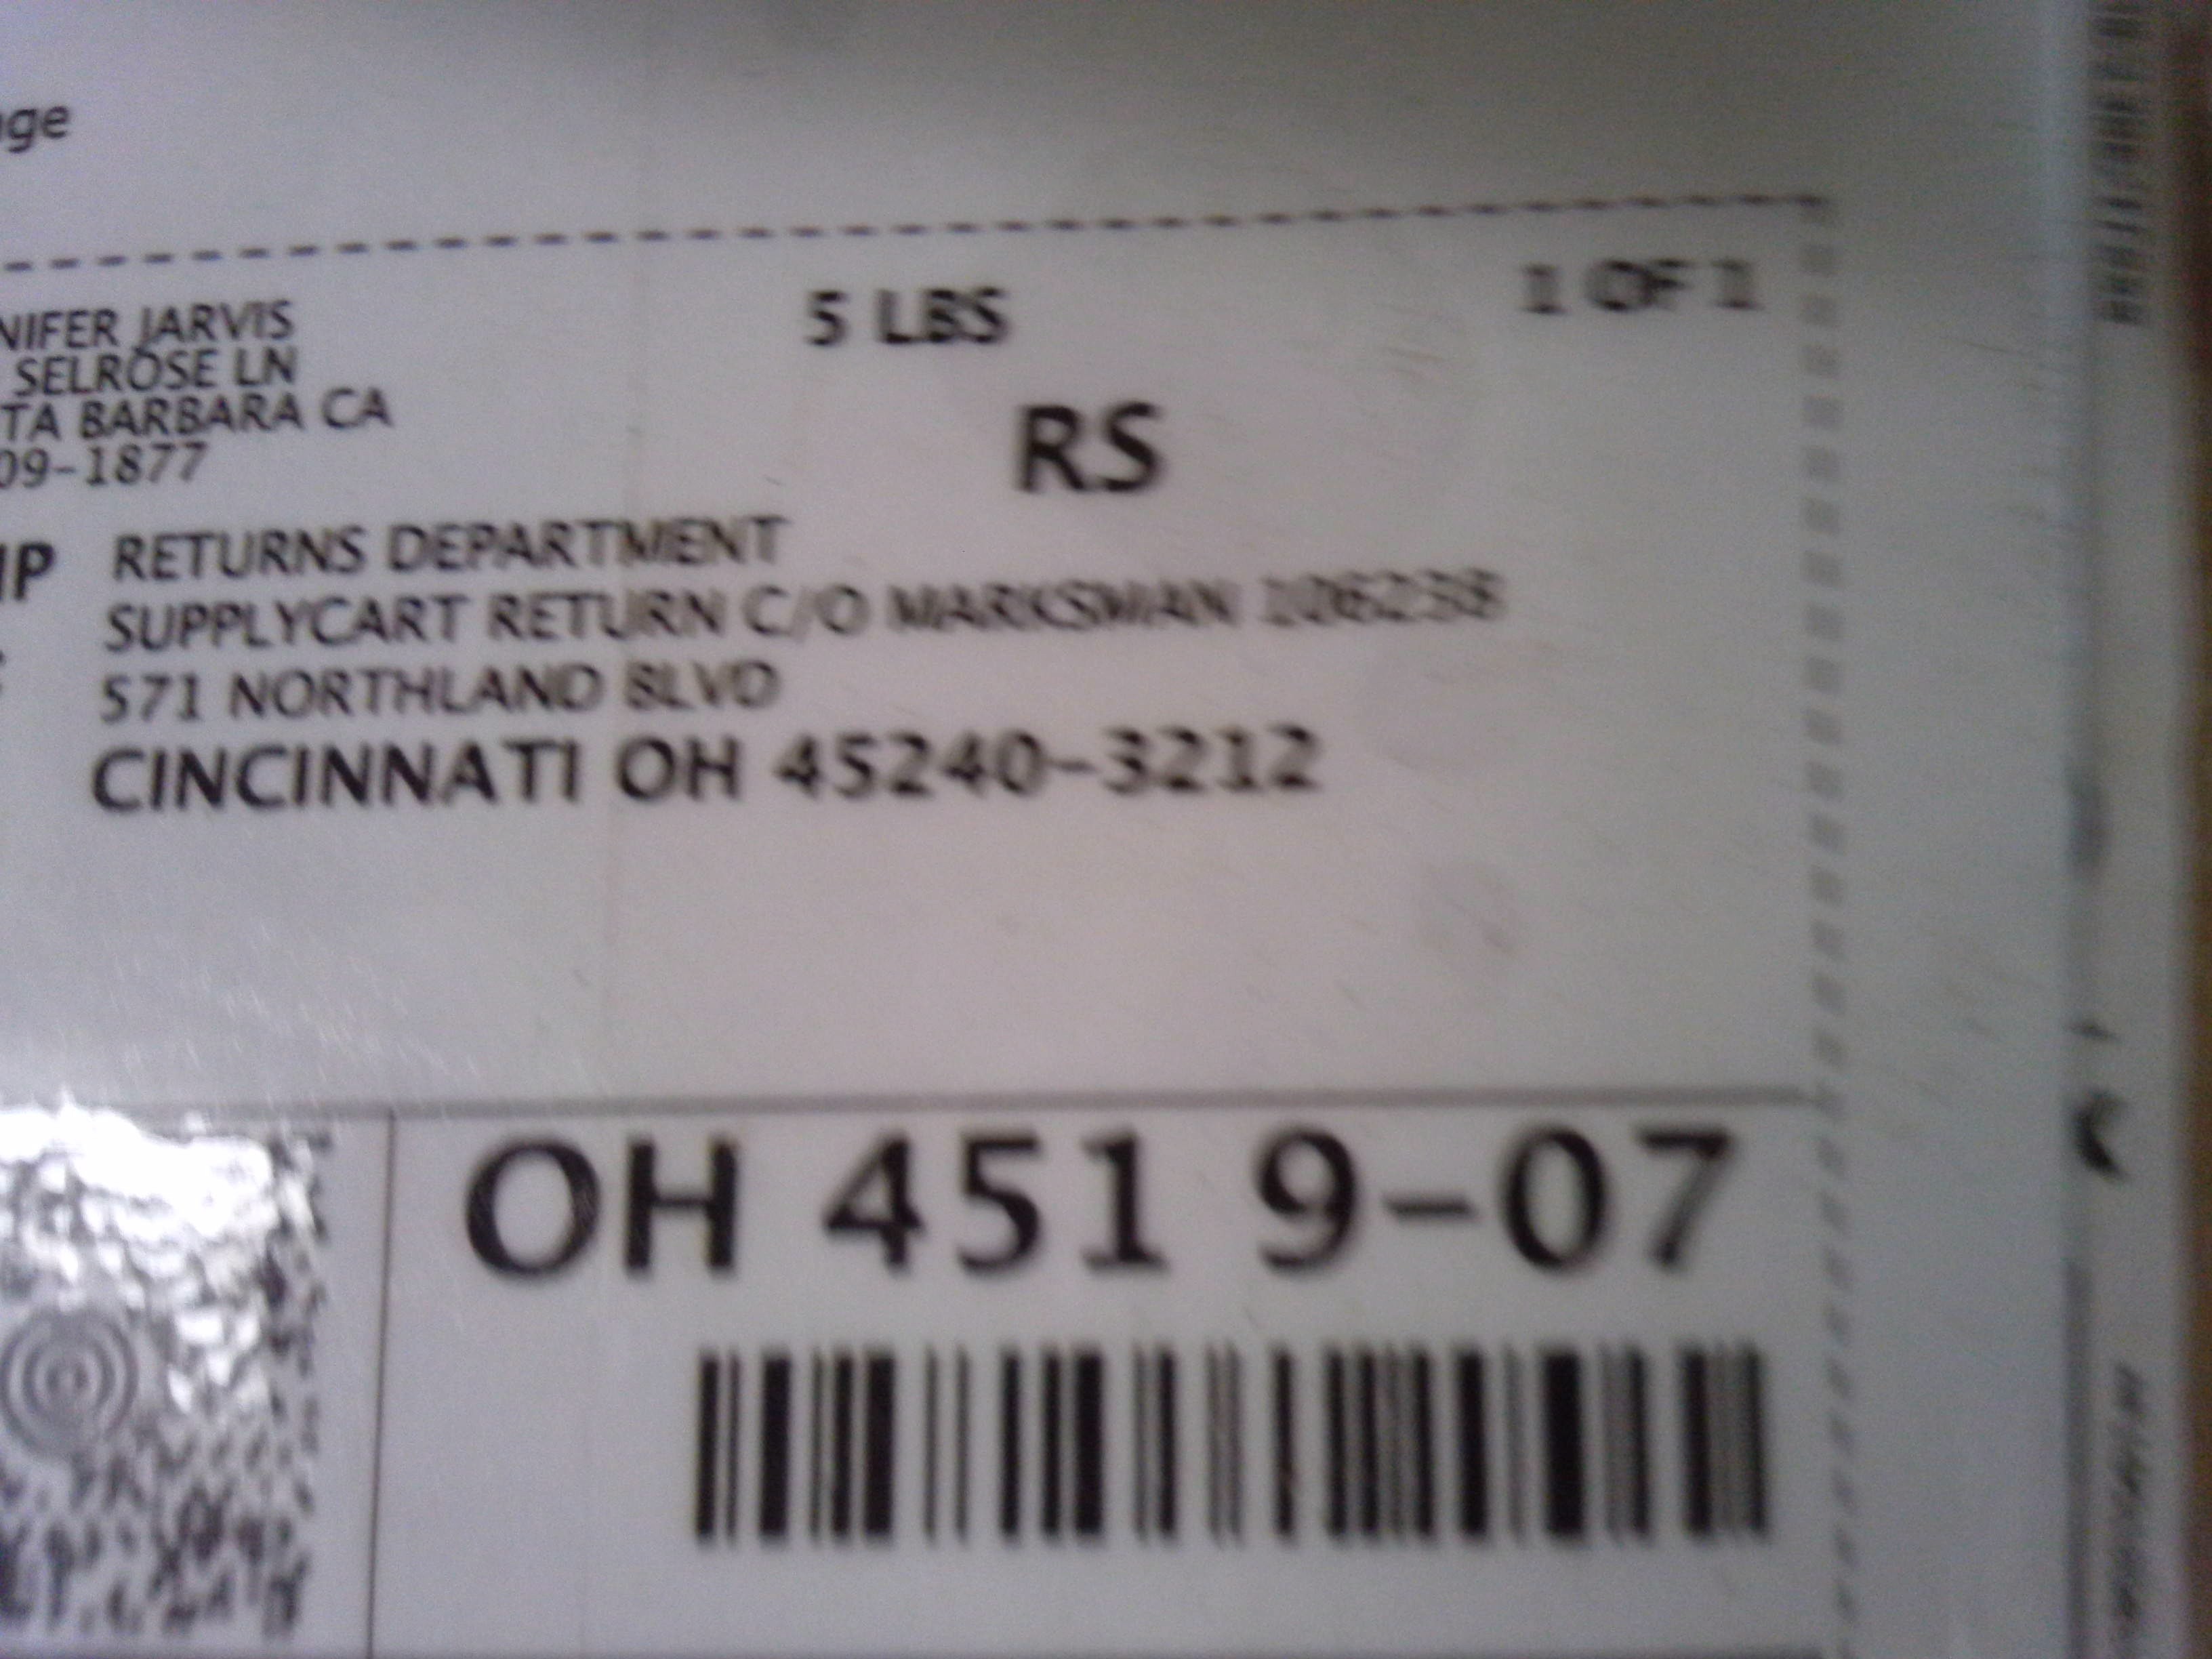 ge
NIFER JARVIS
SELROSE LN
TA BARBARA CA
09-1877
5 LBS
1 OF 1
RS
IP
RETURNS DEPARTMENT
SUPPLYCART RETURN C/O MARKSMAN 106238
571 NORTHLAND BLVD
CINCINNATI OH 45240-3212
OH 451 9-07